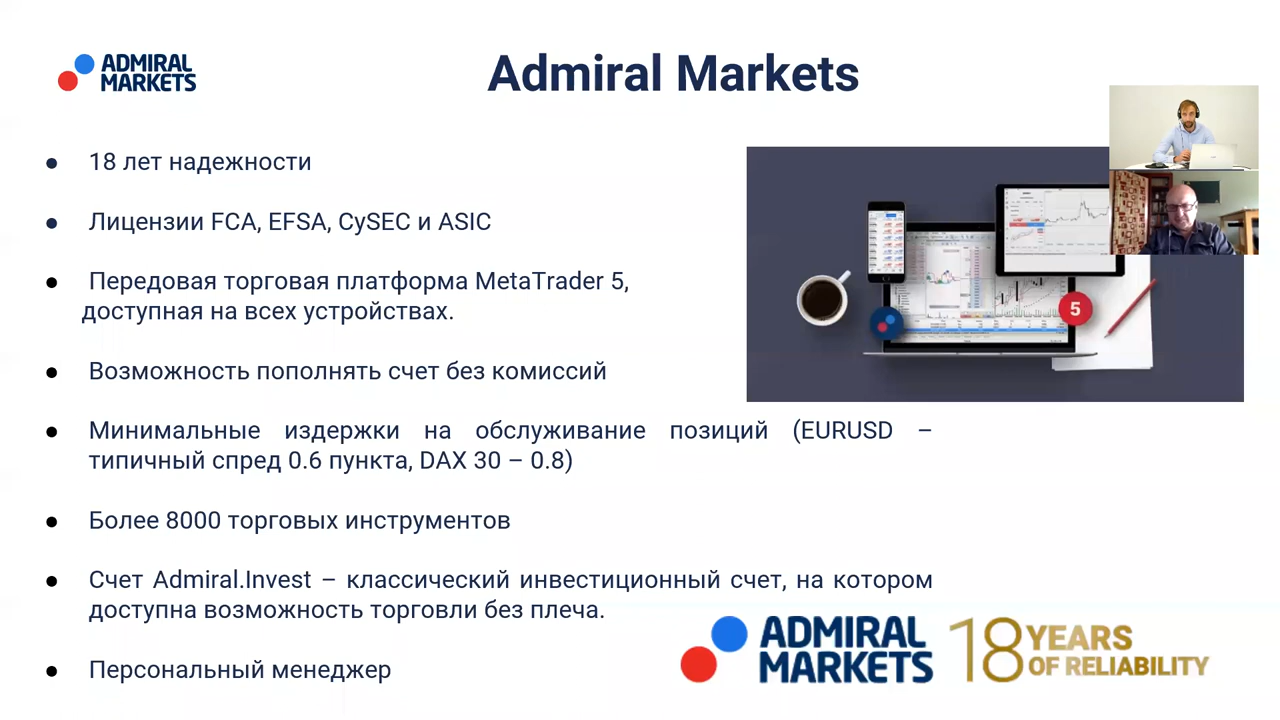 ADMIRAL
MARKETS
Admiral Markets
18 лет надежности
Лицензии FCA, EFSA, CySEC и ASIC
Передовая торговая платформа MetaTrader 5,
доступная на всех устройствах.
Возможность пополнять счет без комиссий
Минимальные издержки на обслуживание позиций (EURUSD –
типичный спред 0.6 пункта, DAX 30 – 0.8)
Более 8000 торговых инструментов
Счет Admiral.Invest – классический инвестиционный счет, на котором
доступна возможность торговли без плеча.
Персональный менеджер
5
ADMIRAL
MARKETS
18 YEARS
OF RELIABILITY